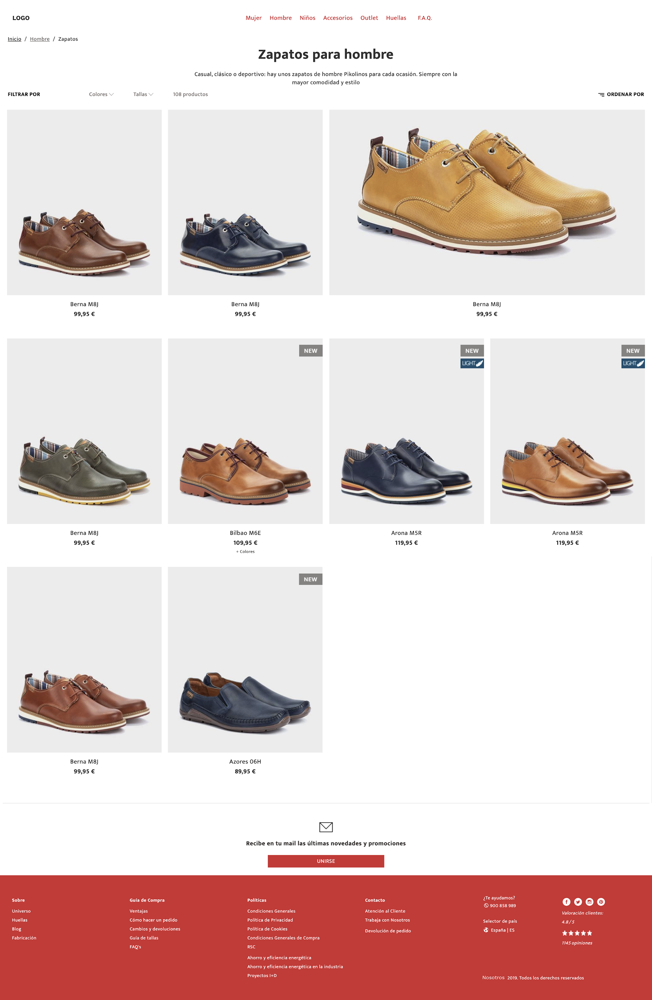 LOGO
Mujer Hombre Niños Accesorios Outlet Huellas F.A.Q.
Inicio / Hombre / Zapatos
Zapatos para hombre
Casual, clásico o deportivo: hay unos zapatos de hombre Pikolinos para cada ocasión. Siempre con la
mayor comodidad y estilo
FILTRAR POR Colores Tallas 108 productos ORDENAR POR
Berna M8J
99,95 €
Berna M8J
99,95 €
Berna M8J
99,95 €
Berna M8J
99,95 €
NEW
Bilbao M6E
109,95 €
+ Colores
NEW
LIGHT
Arona M5R
119,95 €
NEW
LIGHT
Arona M5R
119,95 €
Berna M8J
99,95 €
NEW
Azores 06H
89,95 €
Recibe en tu mail las últimas novedades y promociones
UNIRSE
Sobre
Universo
Huellas
Blog
Fabricación
Guía de Compra
Ventajas
Cómo hacer un pedido
Cambios y devoluciones
Guía de tallas
FAQ's
Políticas
Condiciones Generales
Política de Privacidad
Política de Cookies
Condiciones Generales de Compra
RSC
Ahorro y eficiencia energética
Ahorro y eficiencia energética en la industria
Proyectos I+D
Contacto
Atención al Cliente
Trabaja con Nosotros
Devolución de pedido
¿Te ayudamos?
900 858 989
Selector de país
España | ES
Valoración clientes:
4.8 / 5
1145 opiniones
Nosotros 2019. Todos los derechos reservados